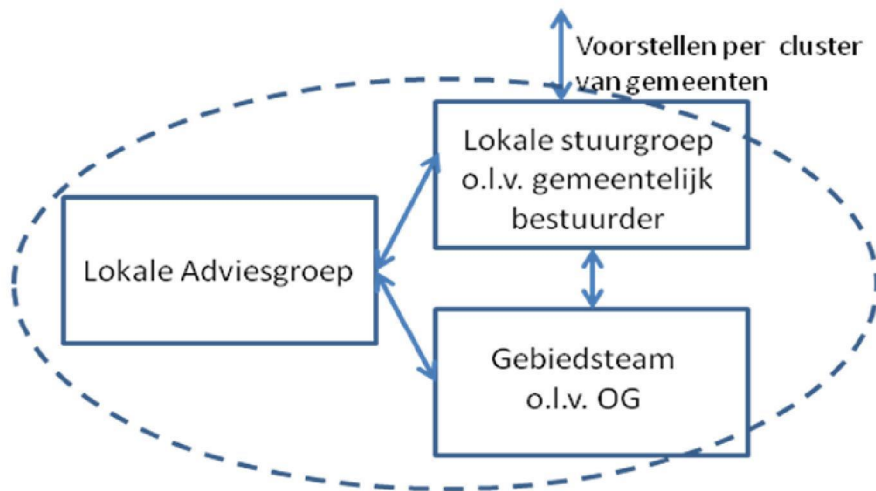 Voorstellen per cluster
van gemeenten
Lokale stuurgroep
o.l.v. gemeentelijk
bestuurder
Lokale Adviesgroep
Gebiedsteam
o.l.v. OG